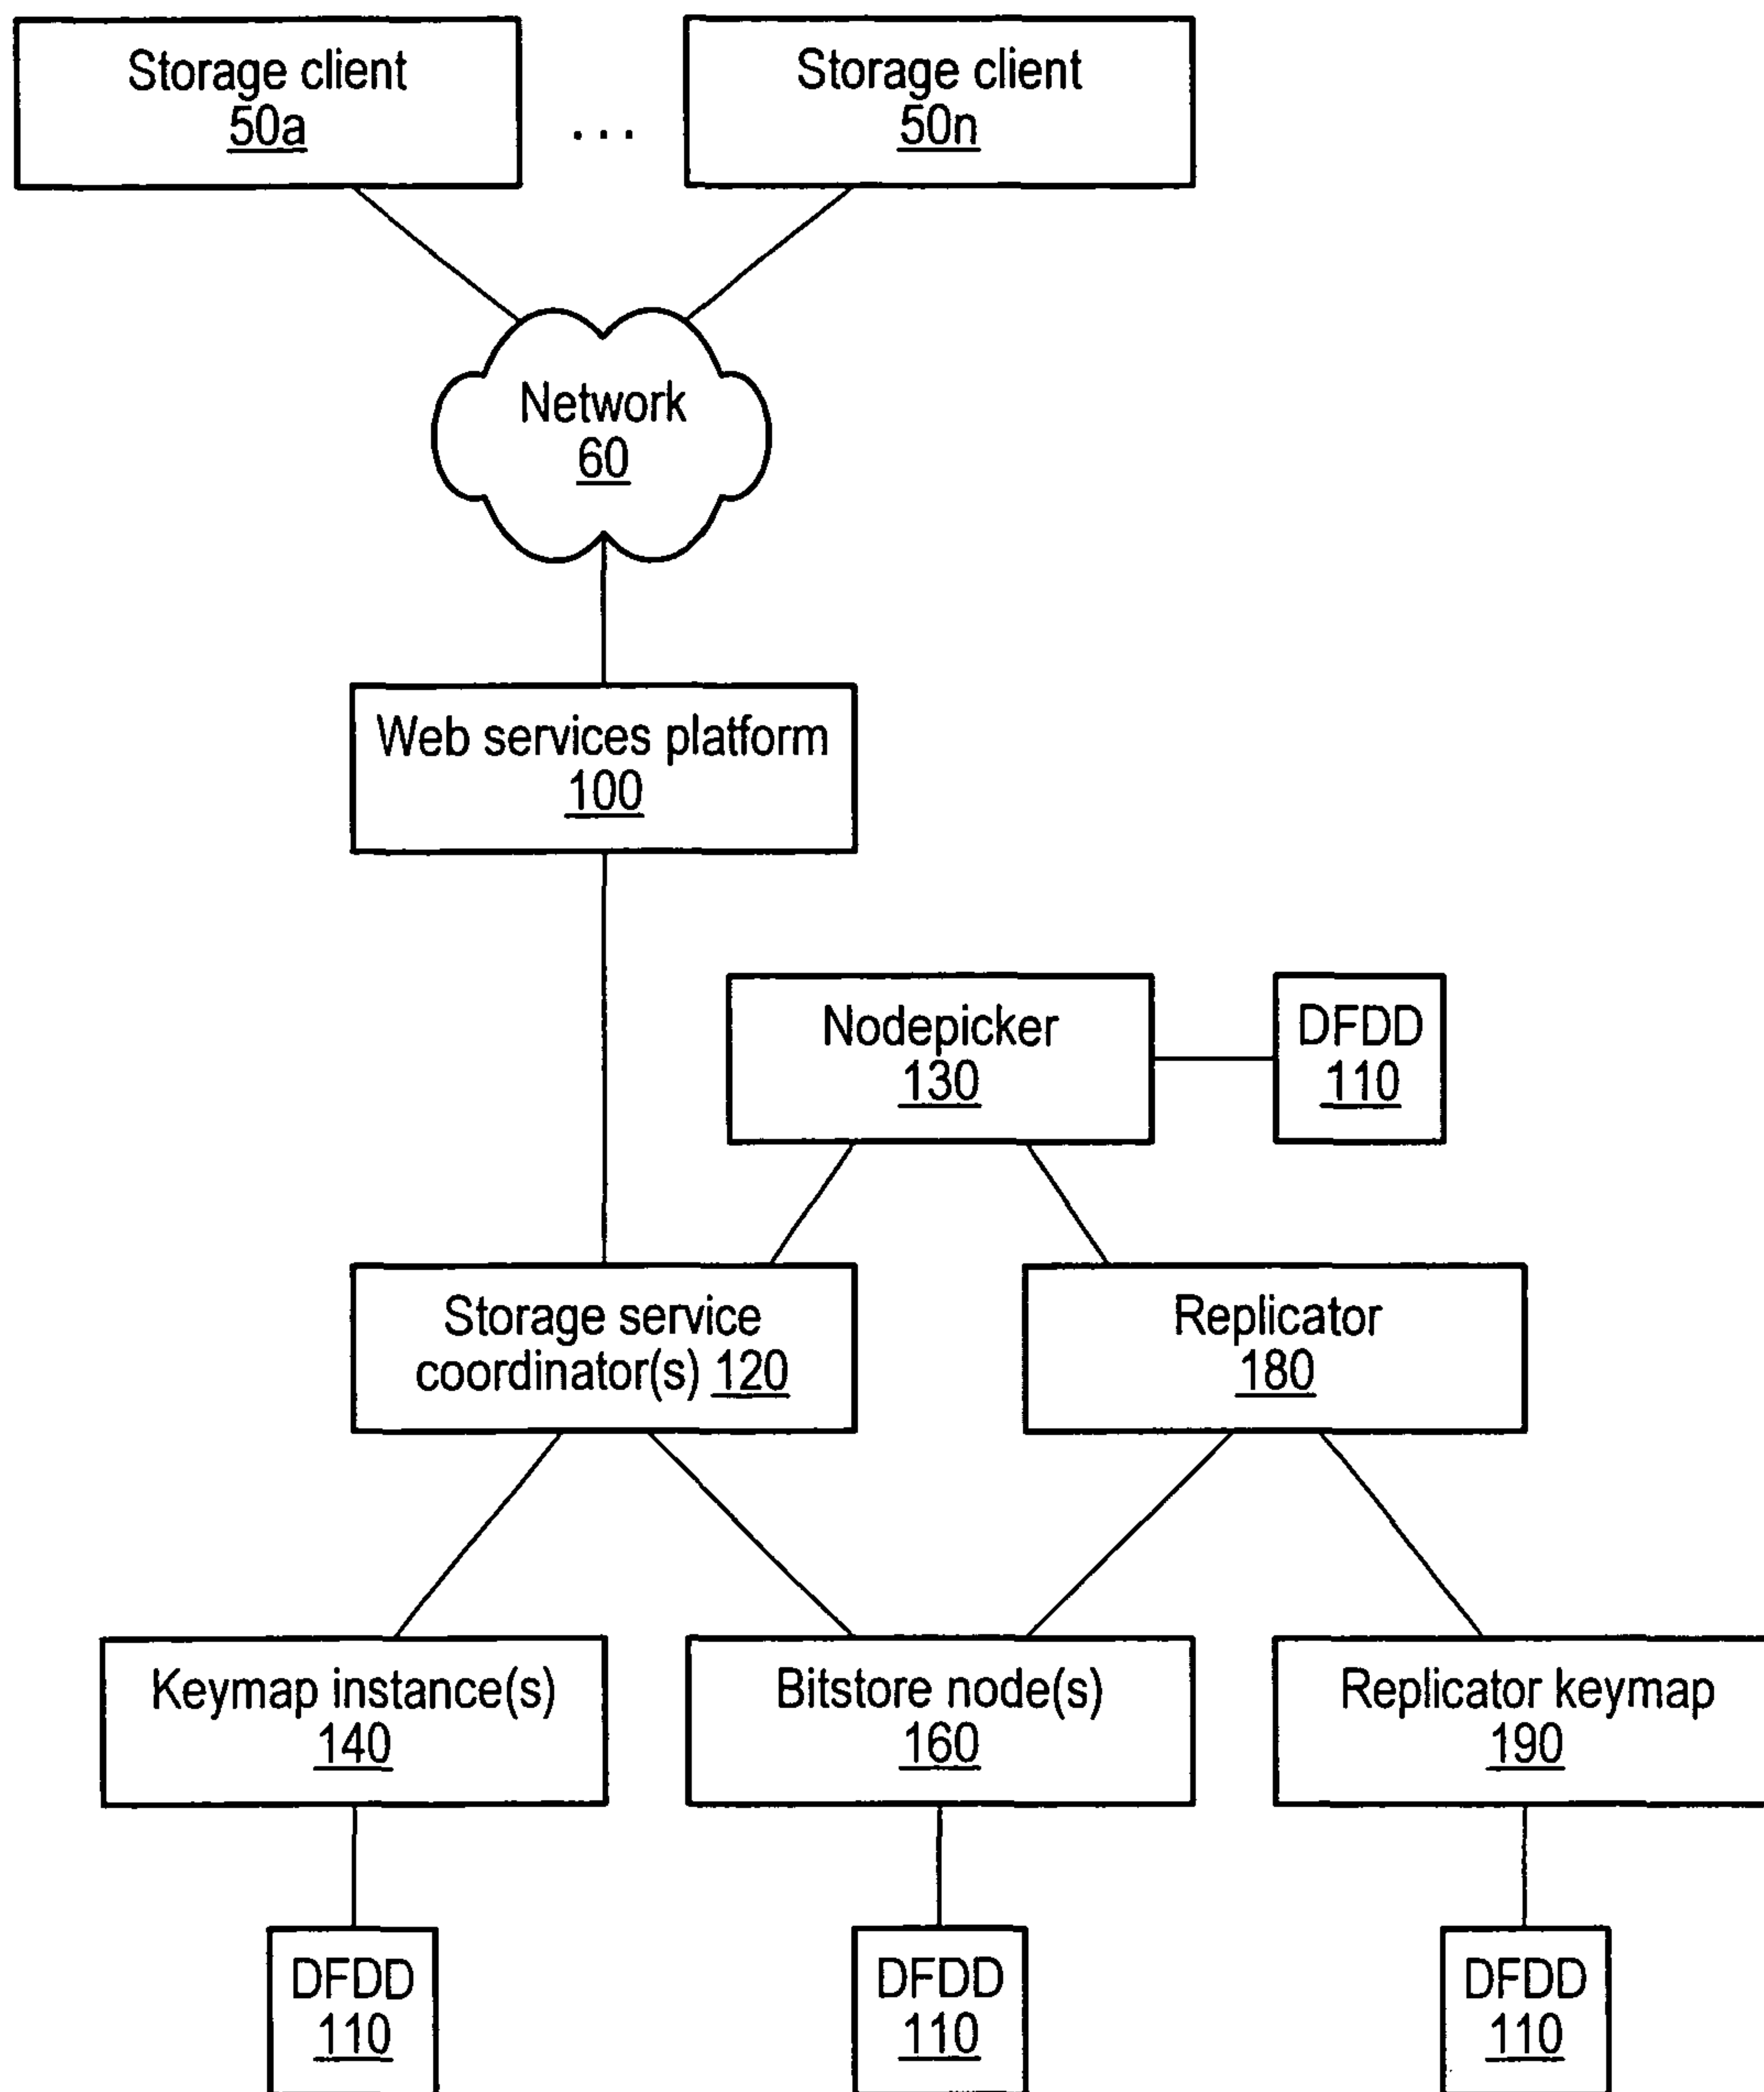 Storage client
50a
...
Storage client
50n
Network
60
Web services platform
100
Nodepicker
130
DFDD
110
Storage service
coordinator(s) 120
Replicator
180
Keymap instance(s)
140
Bitstore node(s)
160
Replicator keymap
190
DFDD
110
DFDD
110
DFDD
110